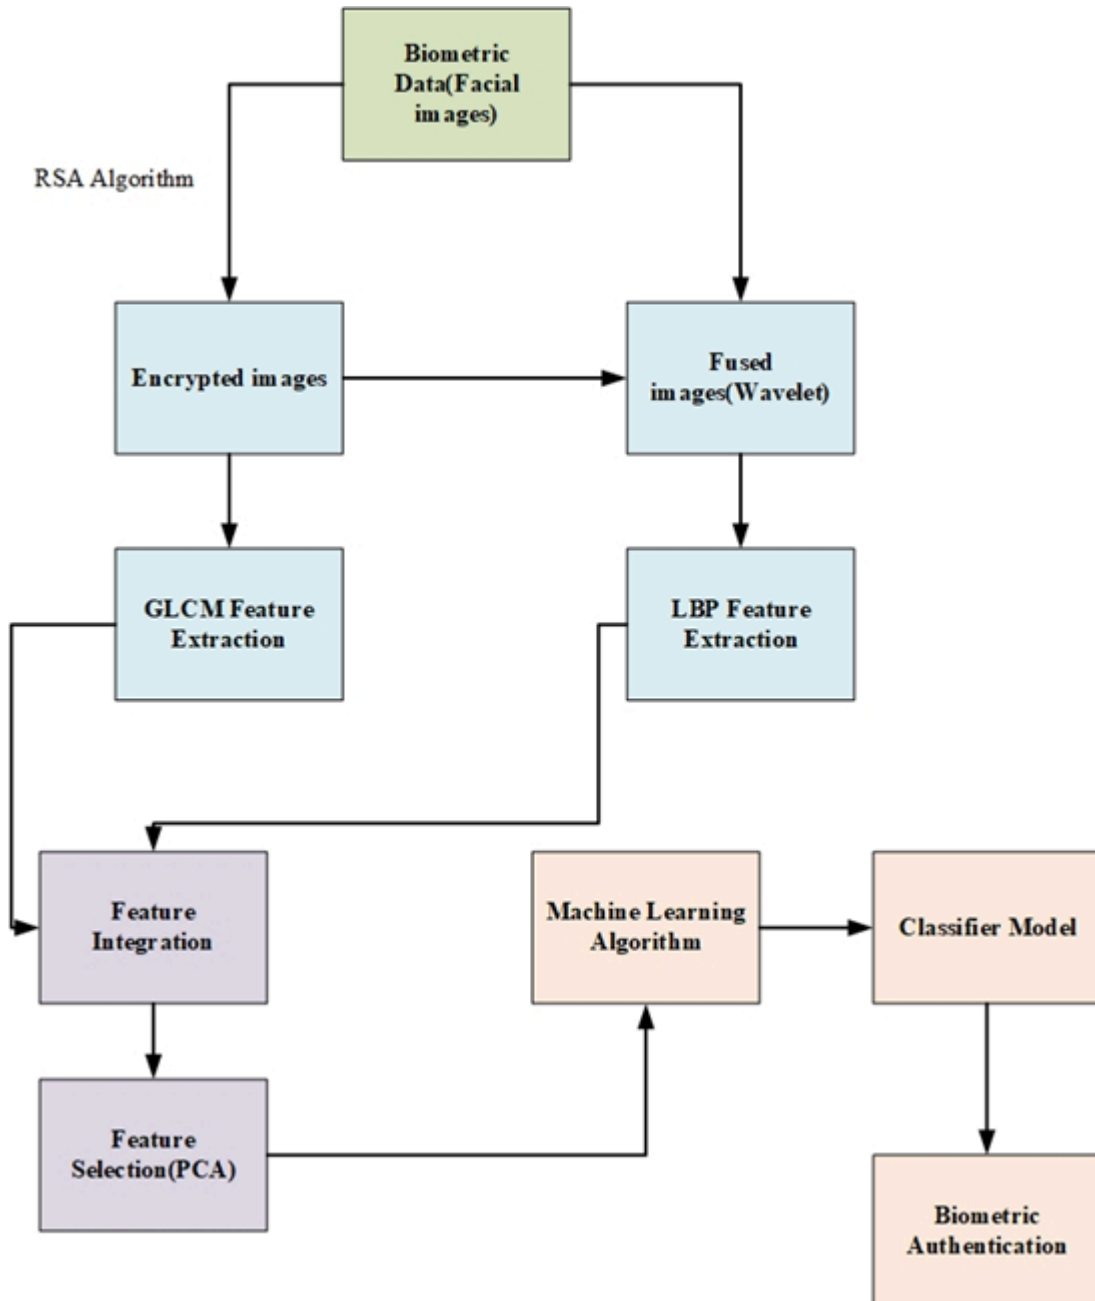 Biometric
Data(Facial
images)
RSA Algorithm
Encrypted images
Fused
images(Wavelet)
GLCM Feature
Extraction
LBP Feature
Extraction
Feature
Integration
Machine Learning
Algorithm
Classifier Model
Feature
Selection(PCA)
Biometric
Authentication